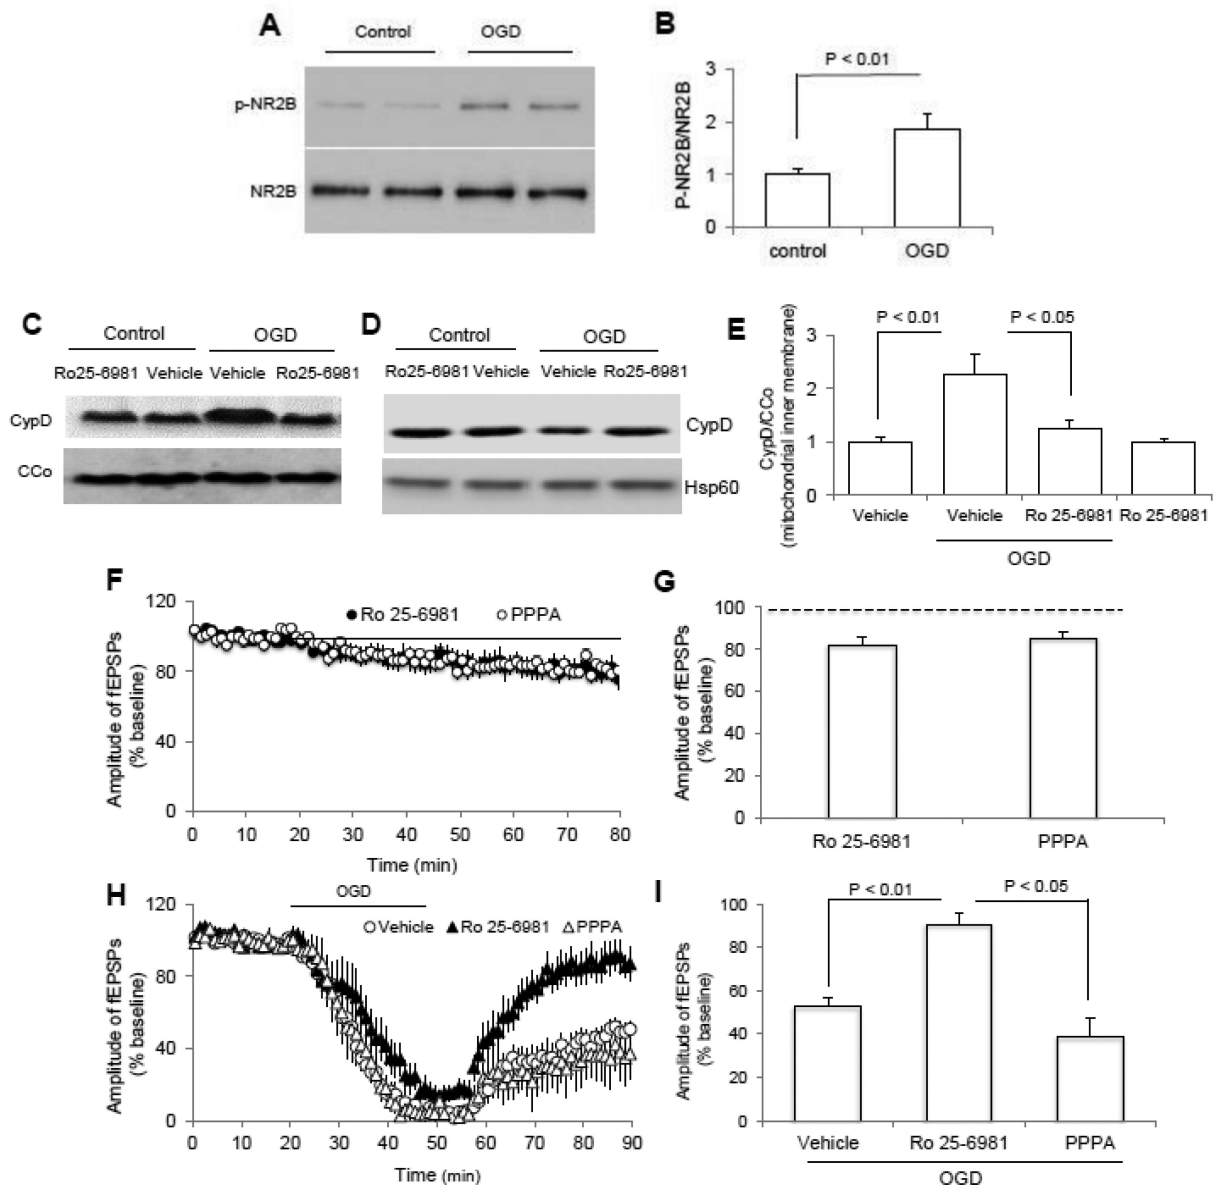 A
Control
OGD
p-NR2B
NR2B
B
P < 0.01
3
2
1
0
P-NR2B/NR2B
control
OGD
C
Control
OGD
Ro25-6981 Vehicle Vehicle Ro25-6981
CypD
CCo
D
Control
OGD
Ro25-6981 Vehicle Vehicle Ro25-6981
CypD
Hsp60
E
P < 0.01
P < 0.05
3
2
1
0
CypD/CCo
(mitochondrial inner membrane)
Vehicle Vehicle Ro 25-6981 Ro 25-6981
OGD
F
120
80
40
0
Amplitude of fEPSPs
(% baseline)
Ro 25-6981 PPPA
0 10 20 30 40 50 60 70 80
Time (min)
G
100
80
60
40
20
0
Amplitude of fEPSPs
(% baseline)
Ro 25-6981 PPPA
H
120
80
40
0
Amplitude of fEPSPs
(% baseline)
OGD
Vehicle Ro 25-6981 PPPA
0 10 20 30 40 50 60 70 80 90
Time (min)
I
P < 0.01
P < 0.05
100
80
60
40
20
0
Amplitude of fEPSPs
(% baseline)
Vehicle Ro 25-6981 PPPA
OGD